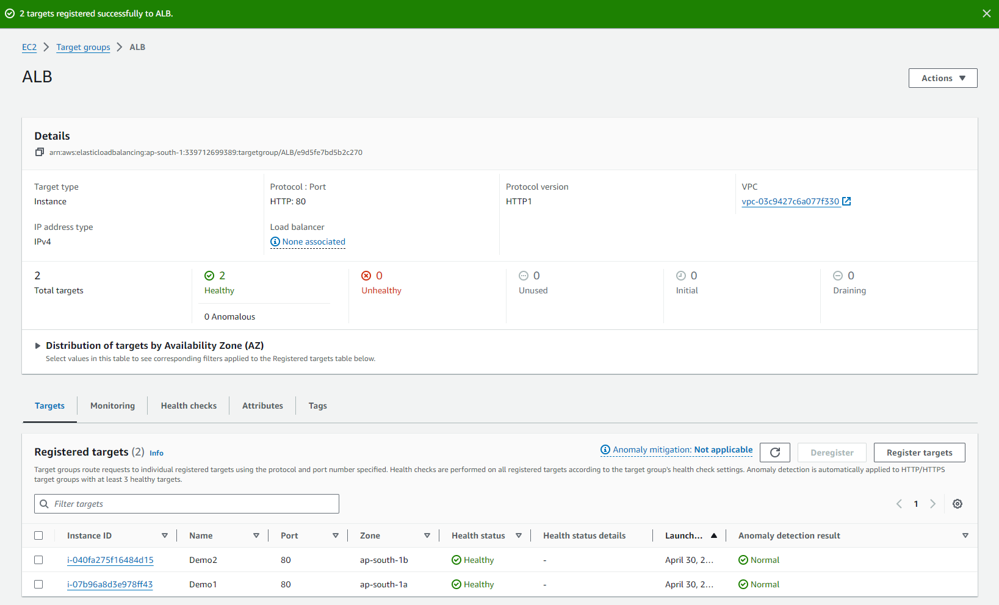 2 targets registered successfully to ALB.
EC2 > Target groups > ALB
ALB
Actions
Details
arn:aws:elasticloadbalancing:ap-south-1:339712699389:targetgroup/ALB/e9d5fe7bd5b2c270
Target type
Instance
Protocol : Port
HTTP: 80
Protocol version
HTTP1
VPC
vpc-03c9427c6a077f330
IP address type
IPv4
Load balancer
None associated
2
Total targets
2
Healthy
0 Anomalous
0
Unhealthy
0
Unused
0
Initial
0
Draining
Distribution of targets by Availability Zone (AZ)
Select values in this table to see corresponding filters applied to the Registered targets table below.
Targets Monitoring Health checks Attributes Tags
Registered targets (2) Info
Anomaly mitigation: Not applicable
Deregister
Register targets
Target groups route requests to individual registered targets using the protocol and port number specified. Health checks are performed on all registered targets according to the target group's health check settings. Anomaly detection is automatically applied to HTTP/HTTPS
target groups with at least 3 healthy targets.
Filter targets
1
Instance ID Name Port Zone Health status Health status details Launch... Anomaly detection result
i-040fa275f16484d15 Demo2 80 ap-south-1b Healthy - April 30, 2... Normal
i-07b96a8d3e978ff43 Demo1 80 ap-south-1a Healthy - April 30, 2... Normal